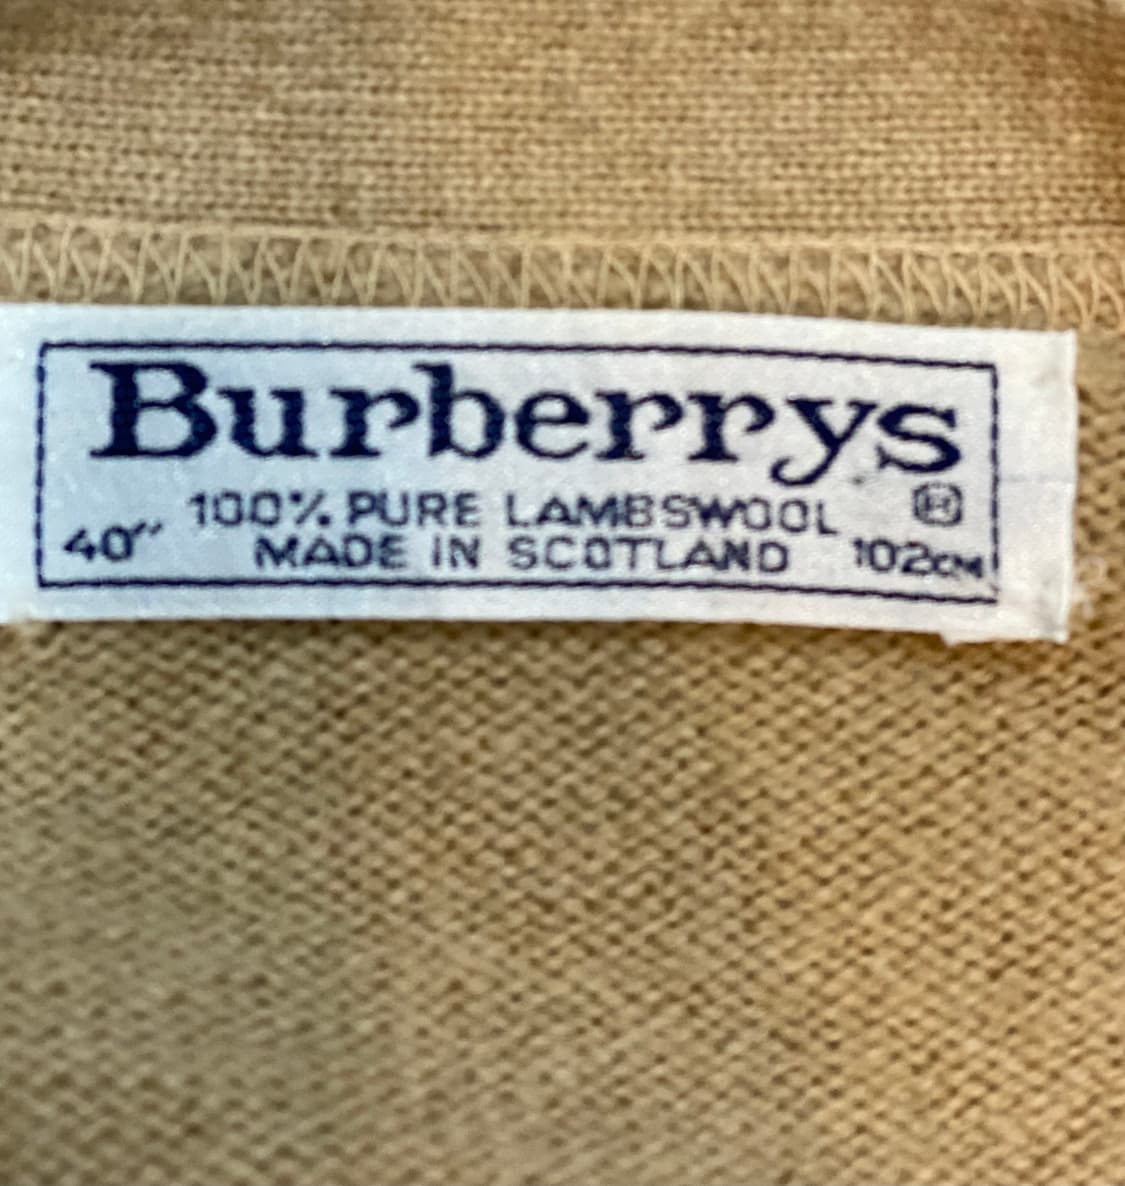 Burberrys
®
100% PURE LAMBSWOOL
40" MADE IN SCOTLAND 102CM